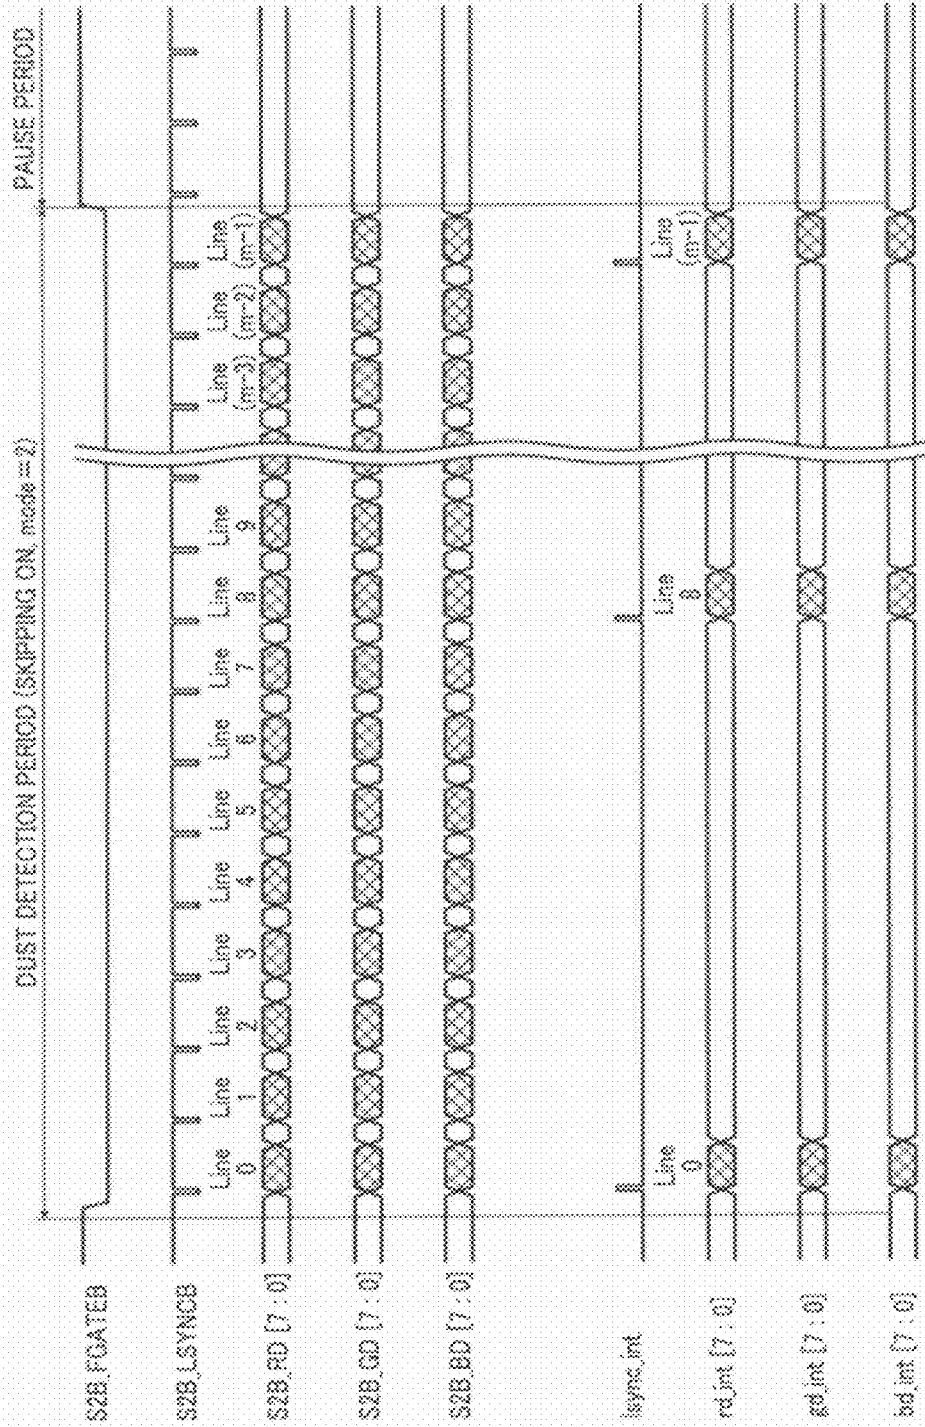 DUST DETECTION PERIOD (SKIPPING ON, mode=2)
PAUSE PERIOD
S2B_FGATEB
S2B_LSYNCB
Line 0
Line 1
Line 2
Line 3
Line 4
Line 5
Line 6
Line 7
Line 8
Line 9
Line (m-3)
Line (m-2)
Line (m-1)
S2B_RD [7 : 0]
S2B_GD [7 : 0]
S2B_BD [7 : 0]
lsync_int
Line 0
Line 8
Line (m-1)
rd_int [7 : 0]
gd_int [7 : 0]
bd_int [7 : 0]